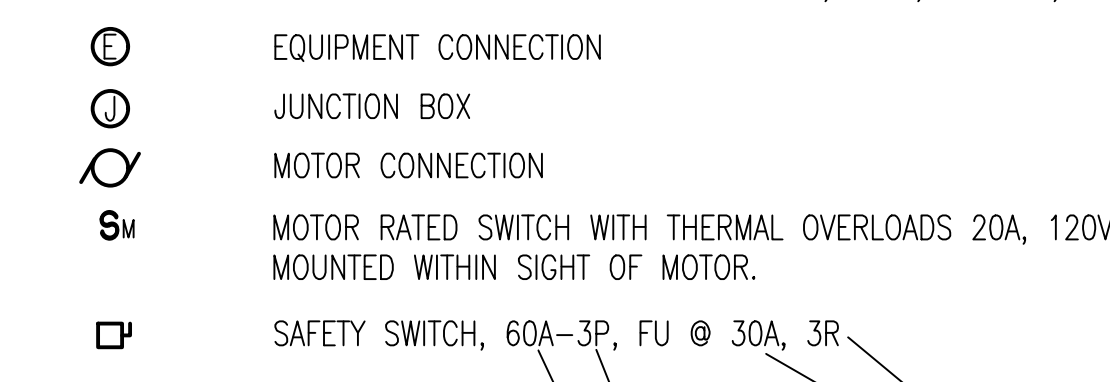 E EQUIPMENT CONNECTION
J JUNCTION BOX
MOTOR CONNECTION
SM MOTOR RATED SWITCH WITH THERMAL OVERLOADS 20A, 120V
MOUNTED WITHIN SIGHT OF MOTOR.
SAFETY SWITCH, 60A-3P, FU @ 30A, 3R